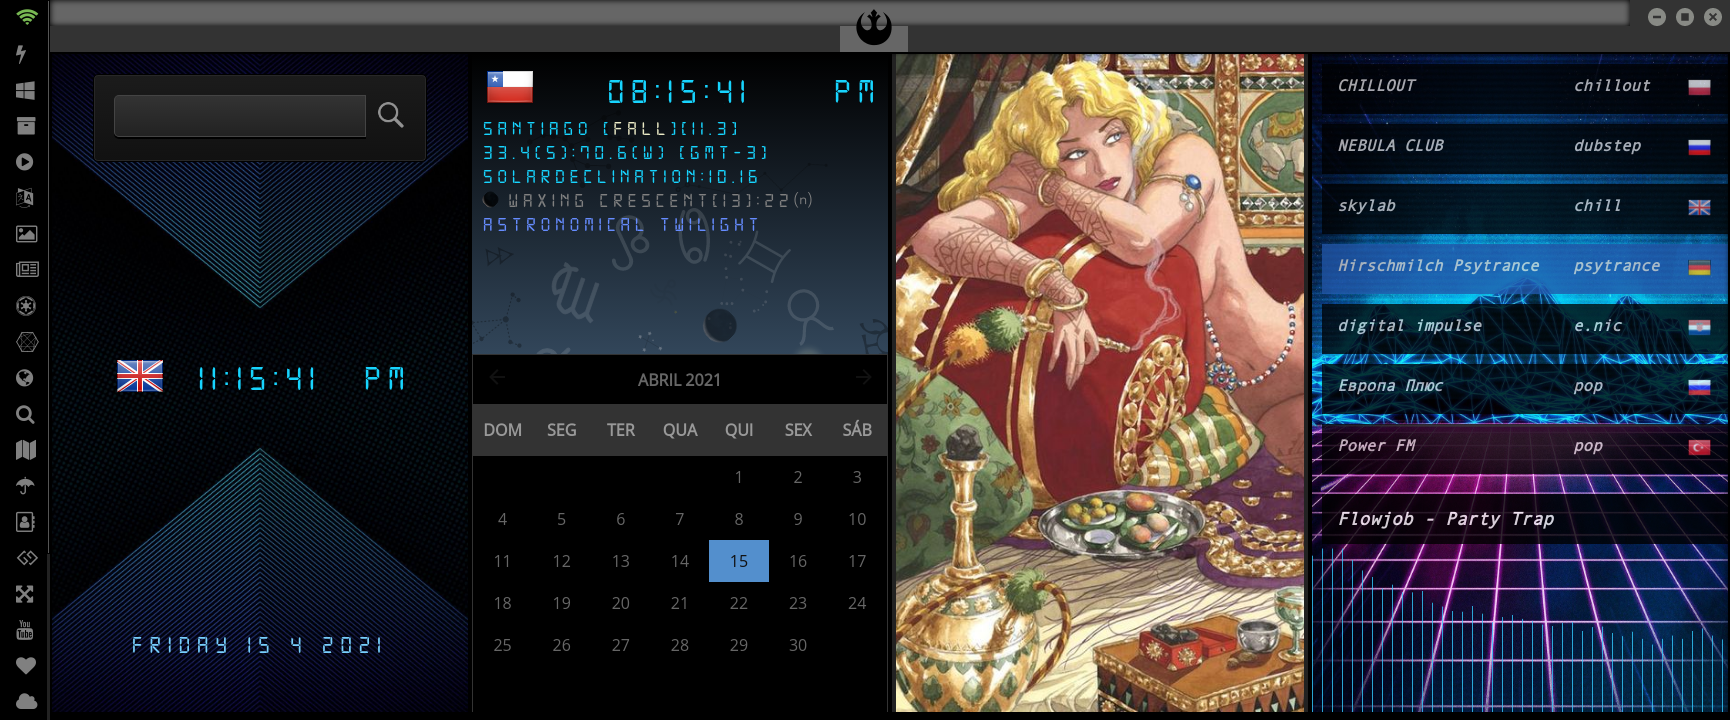 11:15:41 PM
FRIDAY 15 4 2021
08:15:41 PM
SANTIAGO [FALL][11.3]
33.4(S):70.6(W) [GMT-3]
SOLARDECLINATION:10.16
WAXING CRESCENT[13]:22(n)
ASTRONOMICAL TWILIGHT
ABRIL 2021
DOM SEG TER QUA QUI SEX SÁB
1 2 3
4 5 6 7 8 9 10
11 12 13 14 15 16 17
18 19 20 21 22 23 24
25 26 27 28 29 30
CHILLOUT chillout
NEBULA CLUB dubstep
skylab chill
Hirschmilch Psytrance psytrance
digital impulse e.nic
Европа Плюс pop
Power FM pop
Flowjob - Party Trap
You
Tube